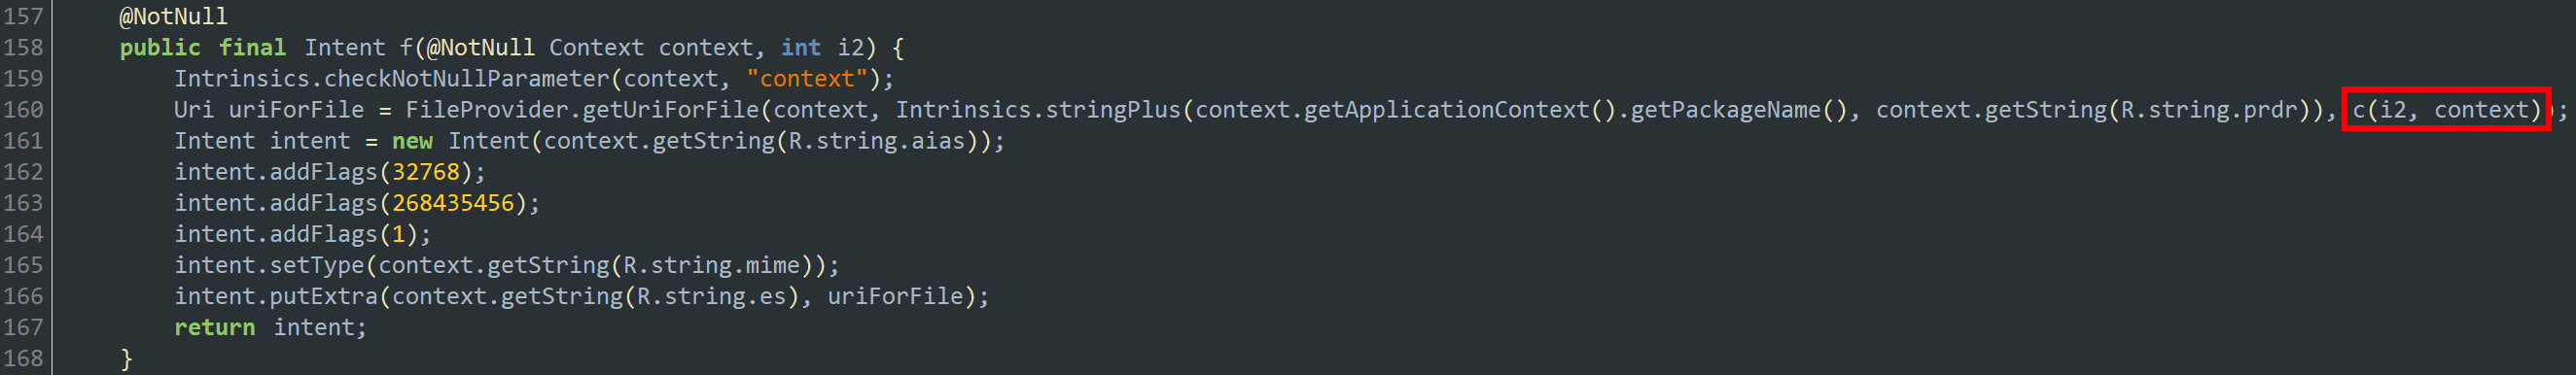 157 @NotNull
158 public final Intent f(@NotNull Context context, int i2) {
159 Intrinsics.checkNotNullParameter(context, "context");
160 Uri uriForFile = FileProvider.getUriForFile(context, Intrinsics.stringPlus(context.getApplicationContext().getPackageName(), context.getString(R.string.prdr)), c(i2, context));
161 Intent intent = new Intent(context.getString(R.string.aias));
162 intent.addFlags(32768);
163 intent.addFlags(268435456);
164 intent.addFlags(1);
165 intent.setType(context.getString(R.string.mime));
166 intent.putExtra(context.getString(R.string.es), uriForFile);
167 return intent;
168 }